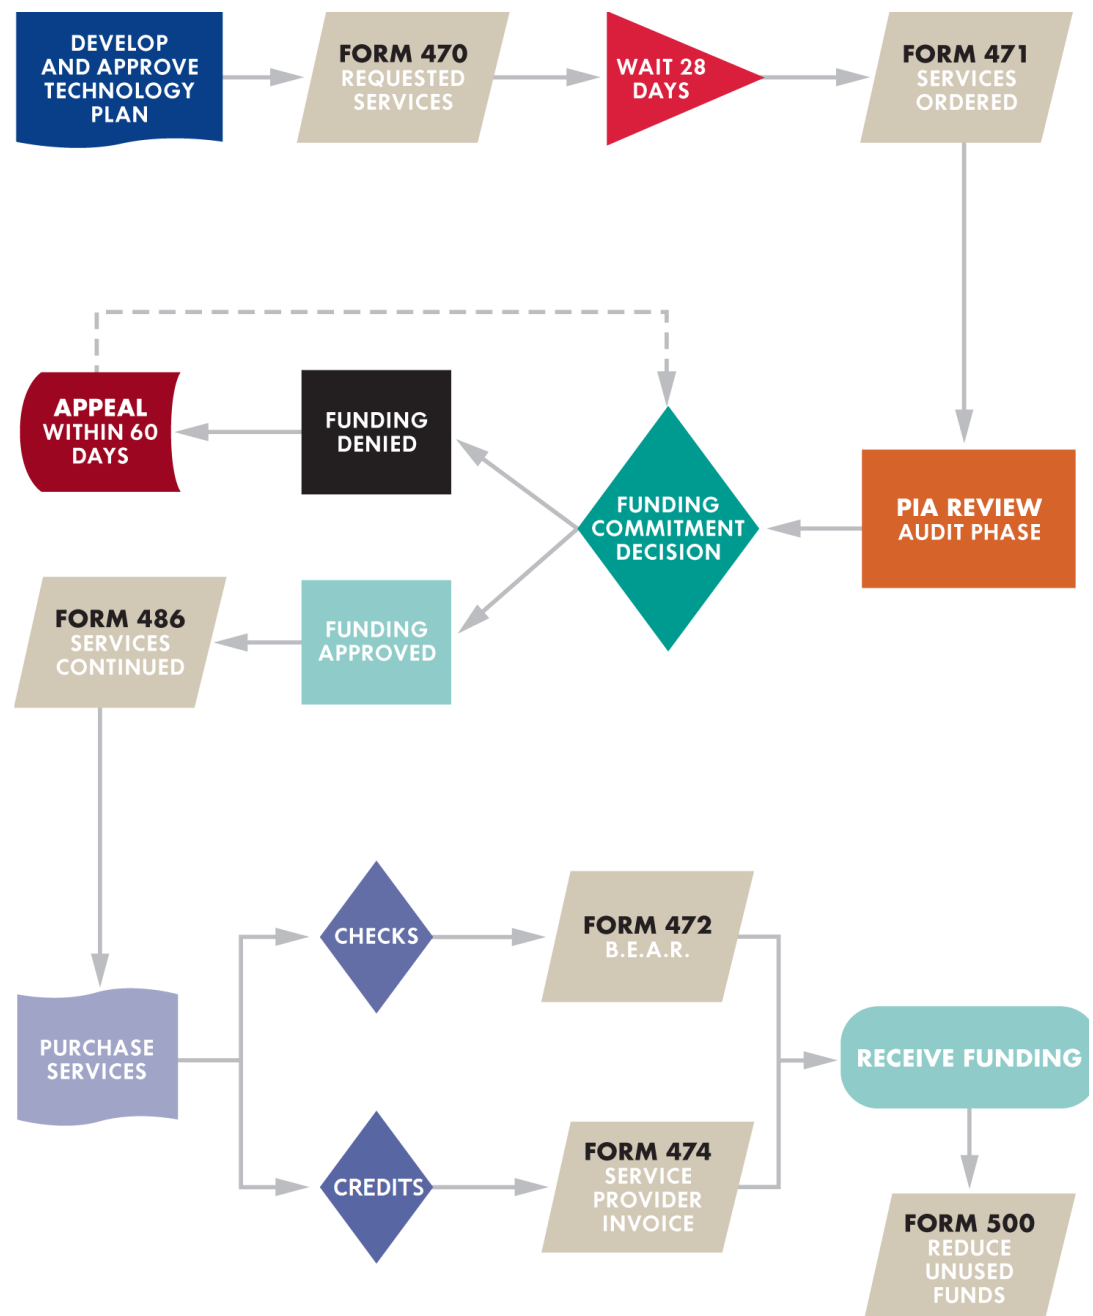 DEVELOP
AND APPROVE
TECHNOLOGY
PLAN
FORM 470
REQUESTED
SERVICES
WAIT 28
DAYS
FORM 471
SERVICES
ORDERED
APPEAL
WITHIN 60
DAYS
FUNDING
DENIED
FUNDING
COMMITMENT
DECISION
PIA REVIEW
AUDIT PHASE
FORM 486
SERVICES
CONTINUED
FUNDING
APPROVED
PURCHASE
SERVICES
CHECKS
FORM 472
B.E.A.R.
CREDITS
FORM 474
SERVICE
PROVIDER
INVOICE
RECEIVE FUNDING
FORM 500
REDUCE
UNUSED
FUNDS